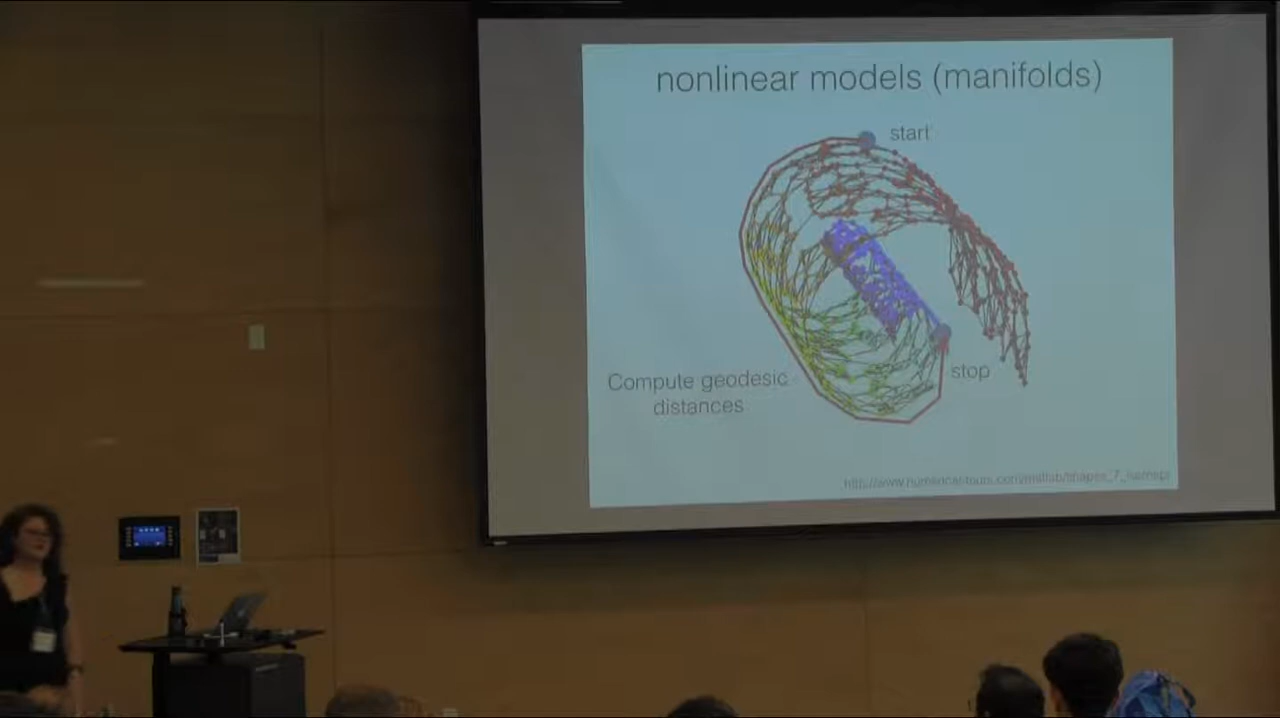 nonlinear models (manifolds)
start
stop
Compute geodesic
distances